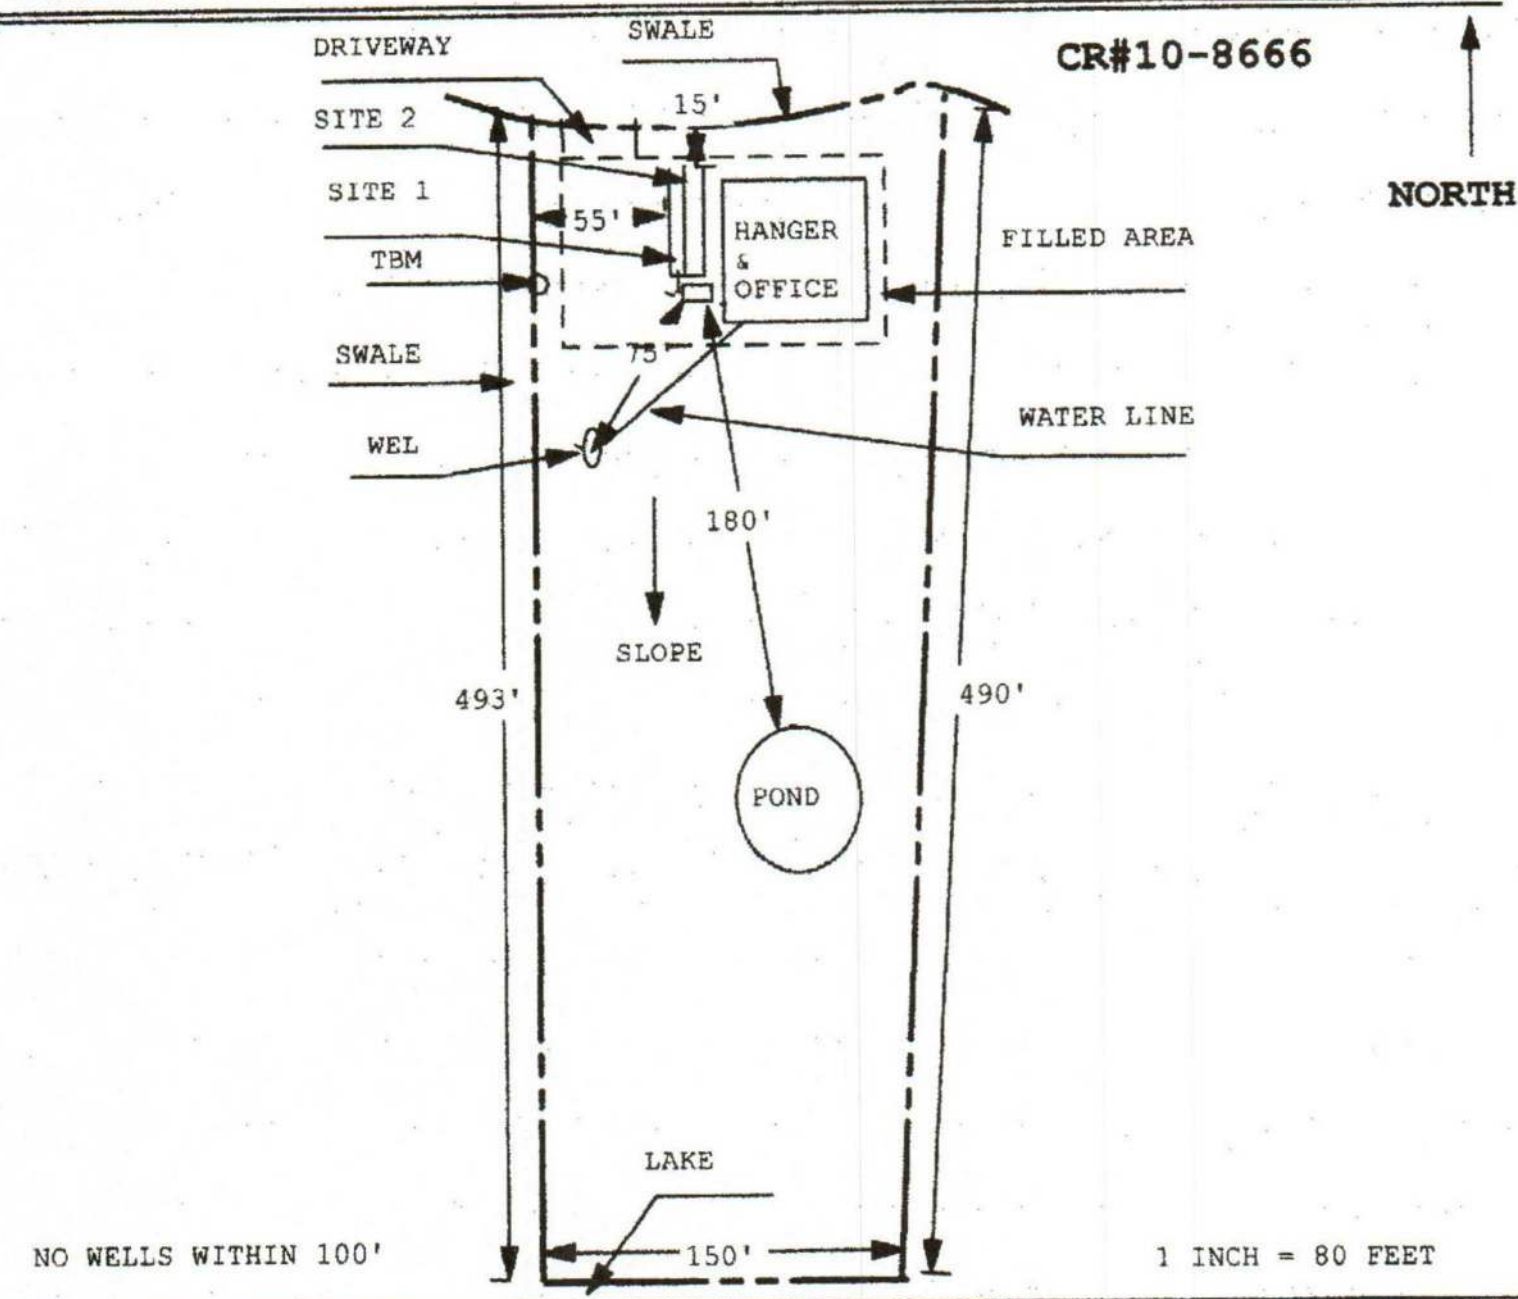 SWALE
DRIVEWAY
CR#10-8666
15'
SITE 2
SITE 1
NORTH
55'
HANGER
&
OFFICE
FILLED AREA
TBM
SWALE
75'
WATER LINE
WEL
180'
SLOPE
493'
490'
POND
LAKE
NO WELLS WITHIN 100'
150'
1 INCH = 80 FEET